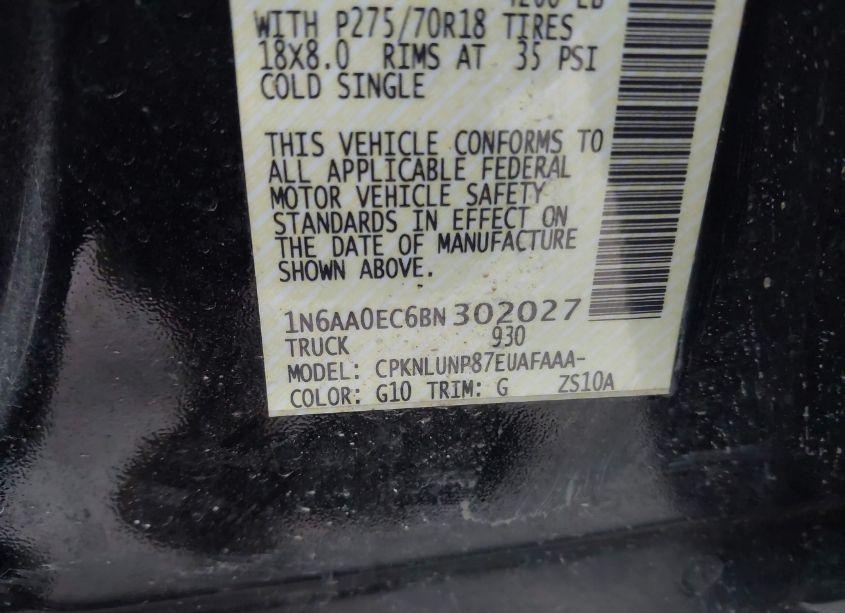 WITH P275/70R18 TIRES
18X8.0 RIMS AT 35 PSI
COLD SINGLE
THIS VEHICLE CONFORMS TO
ALL APPLICABLE FEDERAL
MOTOR VEHICLE SAFETY
STANDARDS IN EFFECT ON
THE DATE OF MANUFACTURE
SHOWN ABOVE.
1N6AA0EC6BN302027
TRUCK 930
MODEL: CPKNLUNP87EUAFAAA-
COLOR: G10 TRIM: G ZS10A